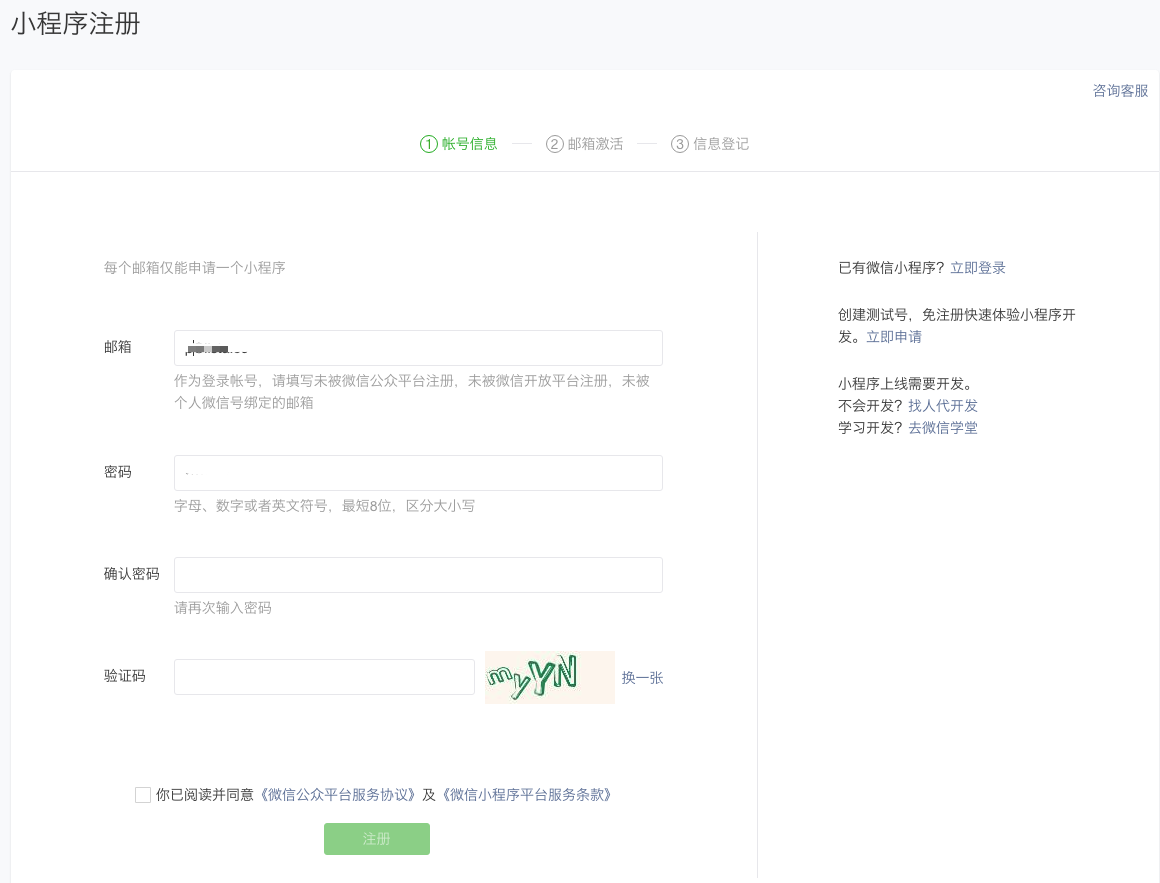 小程序注册
咨询客服
① 帐号信息 ② 邮箱激活 ③ 信息登记
每个邮箱仅能申请一个小程序
邮箱
作为登录帐号，请填写未被微信公众平台注册，未被微信开放平台注册，未被
个人微信号绑定的邮箱
密码
字母、数字或者英文符号，最短8位，区分大小写
确认密码
请再次输入密码
验证码
myYN
换一张
你已阅读并同意《微信公众平台服务协议》及《微信小程序平台服务条款》
注册
已有微信小程序？立即登录
创建测试号，免注册快速体验小程序开
发。立即申请
小程序上线需要开发。
不会开发？找人代开发
学习开发？去微信学堂